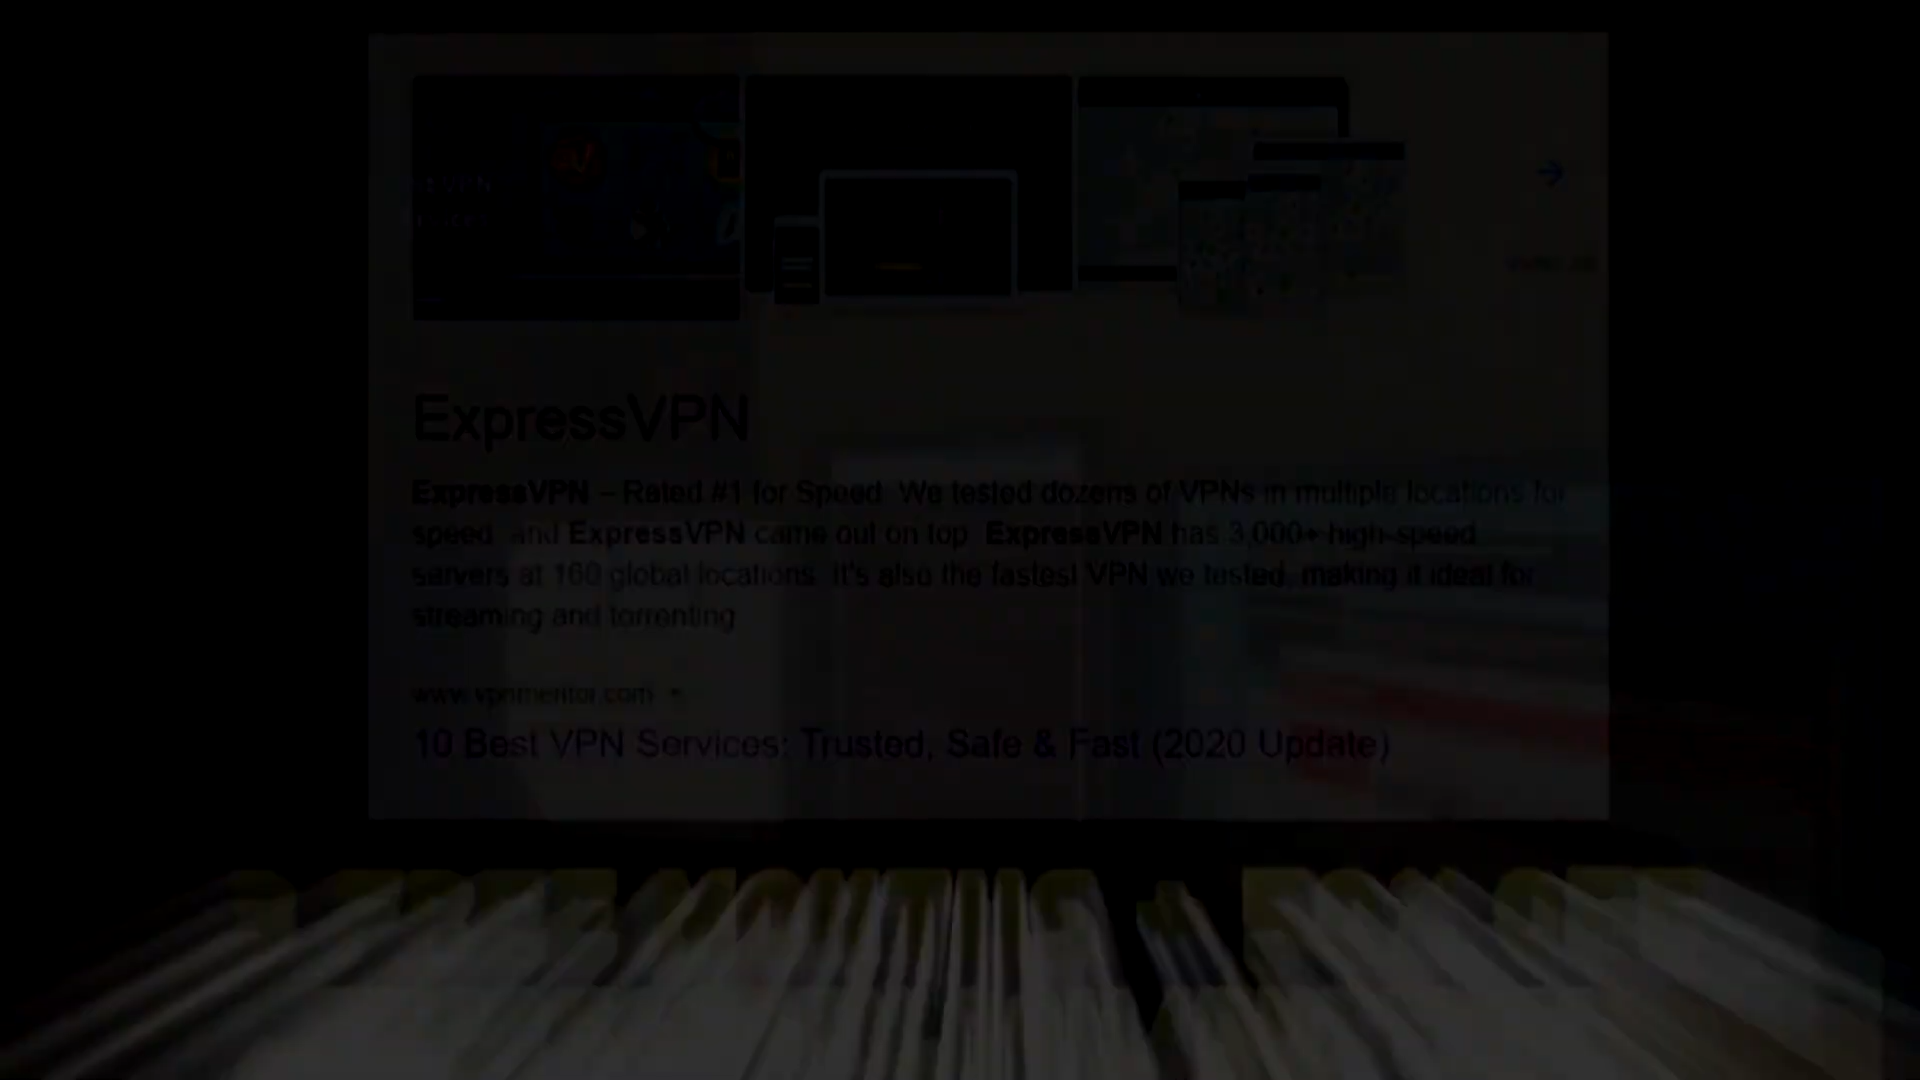 ExpressVPN
ExpressVPN – Rated #1 for Speed. We tested dozens of VPNs in multiple locations for
speed, and ExpressVPN came out on top. ExpressVPN has 3,000+ high-speed
servers at 160 global locations. It's also the fastest VPN we tested, making it ideal for
streaming and torrenting
www.vpnmentor.com
10 Best VPN Services: Trusted, Safe & Fast (2020 Update)